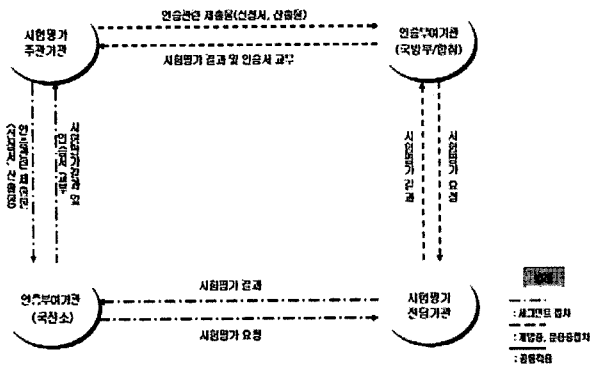 인증관련 제출물(신청서, 산출물)
시험평가
주관기관
인증부여기관
(국방부/합참)
시험평가 결과 및 인증서 교부
인증관련 제출물
(신청서, 산출물)
시험평가결과 및
인증서 교부
시험평가 결과
시험평가 요청
인증부여기관
(국전소)
시험평가 결과
시험평가 요청
시험평가
전담기관
: 세그먼트 절차
: 공통적용